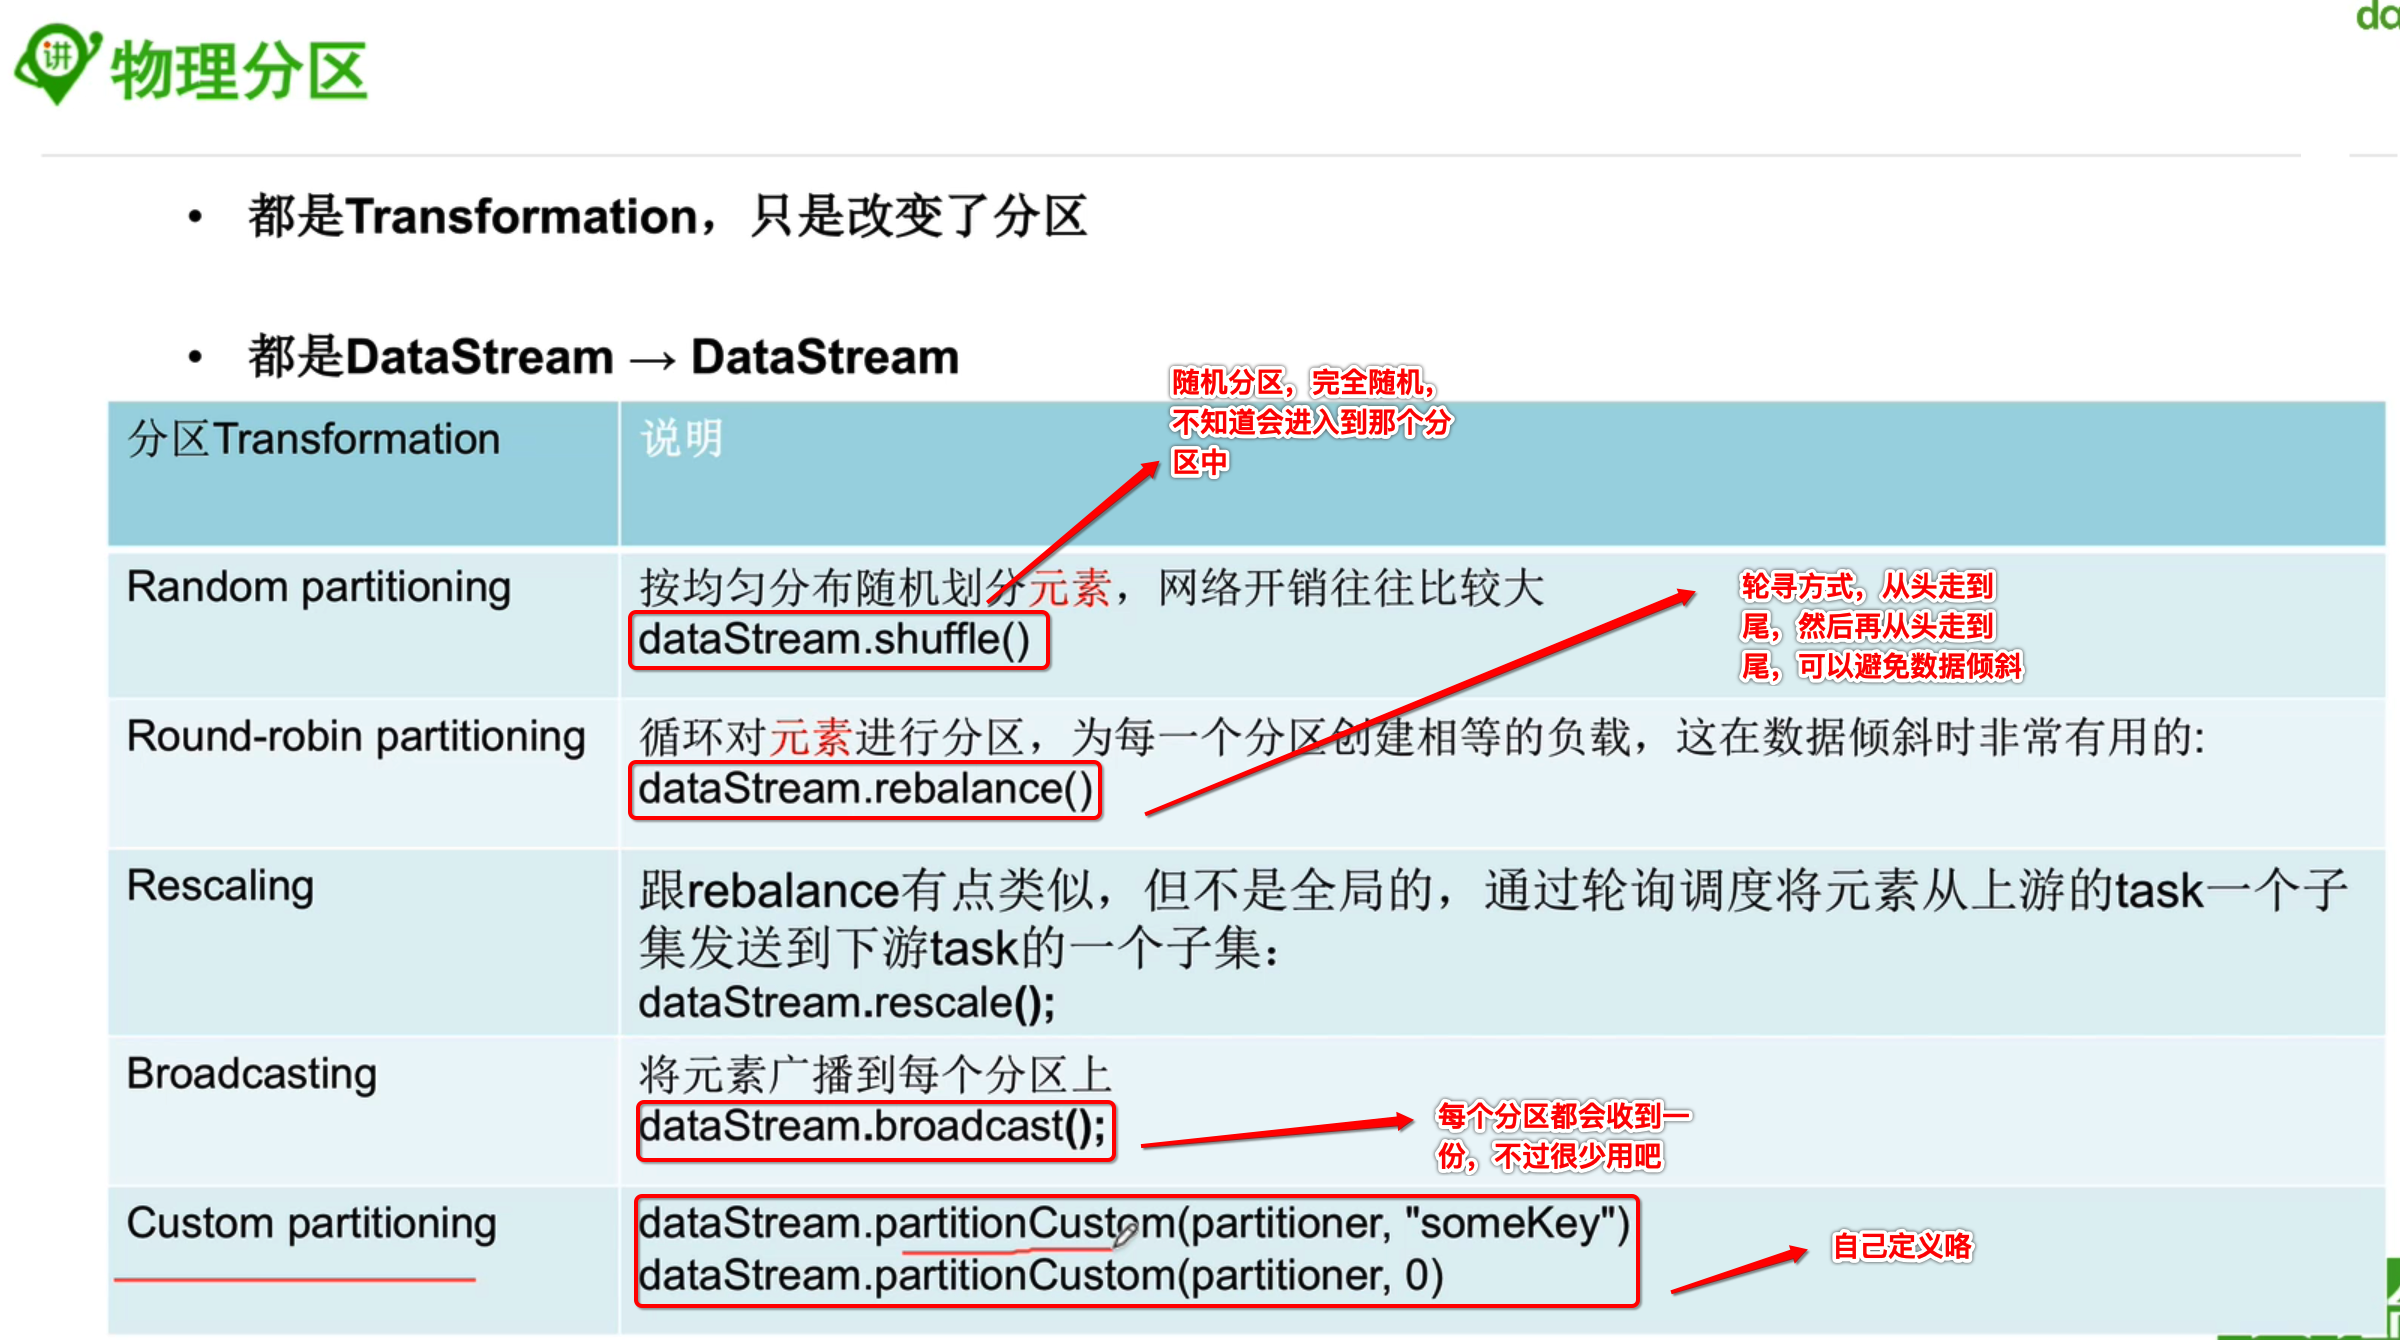 da
讲 物理分区
• 都是Transformation，只是改变了分区
• 都是DataStream → DataStream
随机分区，完全随机，
不知道会进入到那个分
区中
分区Transformation
说明
Random partitioning
按均匀分布随机划分元素，网络开销往往比较大
dataStream.shuffle()
轮寻方式，从头走到
尾，然后再从头走到
尾，可以避免数据倾斜
Round-robin partitioning
循环对元素进行分区，为每一个分区创建相等的负载，这在数据倾斜时非常有用的:
dataStream.rebalance()
Rescaling
跟rebalance有点类似，但不是全局的，通过轮询调度将元素从上游的task一个子
集发送到下游task的一个子集：
dataStream.rescale();
Broadcasting
将元素广播到每个分区上
dataStream.broadcast();
每个分区都会收到一
份，不过很少用吧
Custom partitioning
dataStream.partitionCustom(partitioner, "someKey")
dataStream.partitionCustom(partitioner, 0)
自己定义咯